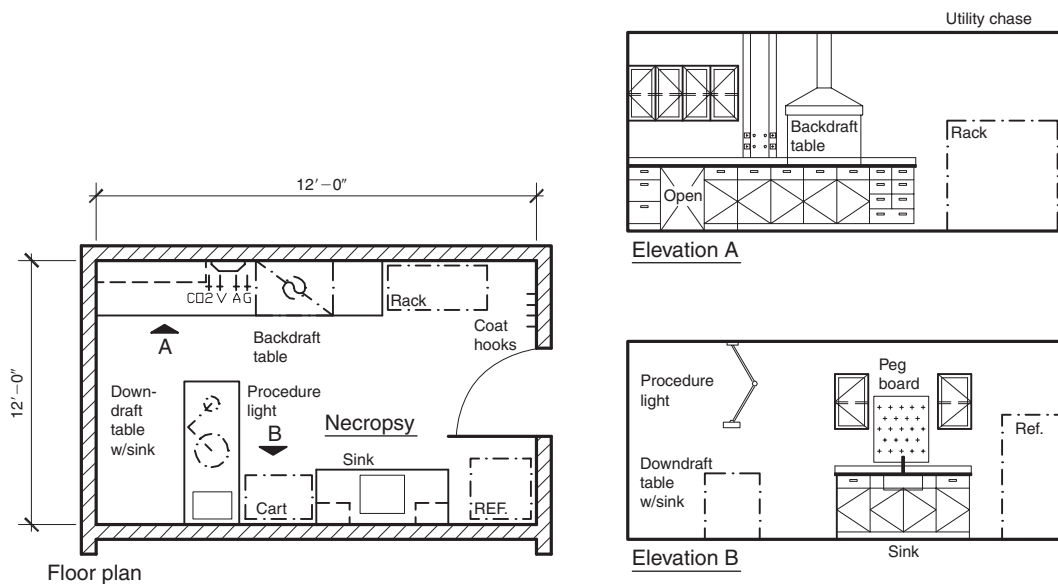 Utility chase
Backdraft
table
Rack
Open
Elevation A
12'–0"
12'–0"
CO2 V A G
Rack
A
Backdraft
table
Coat
hooks
Down-
draft
table
w/sink
Procedure
light
B
Necropsy
Sink
Cart
REF.
Floor plan
Procedure
light
Peg
board
Ref.
Downdraft
table
w/sink
Sink
Elevation B